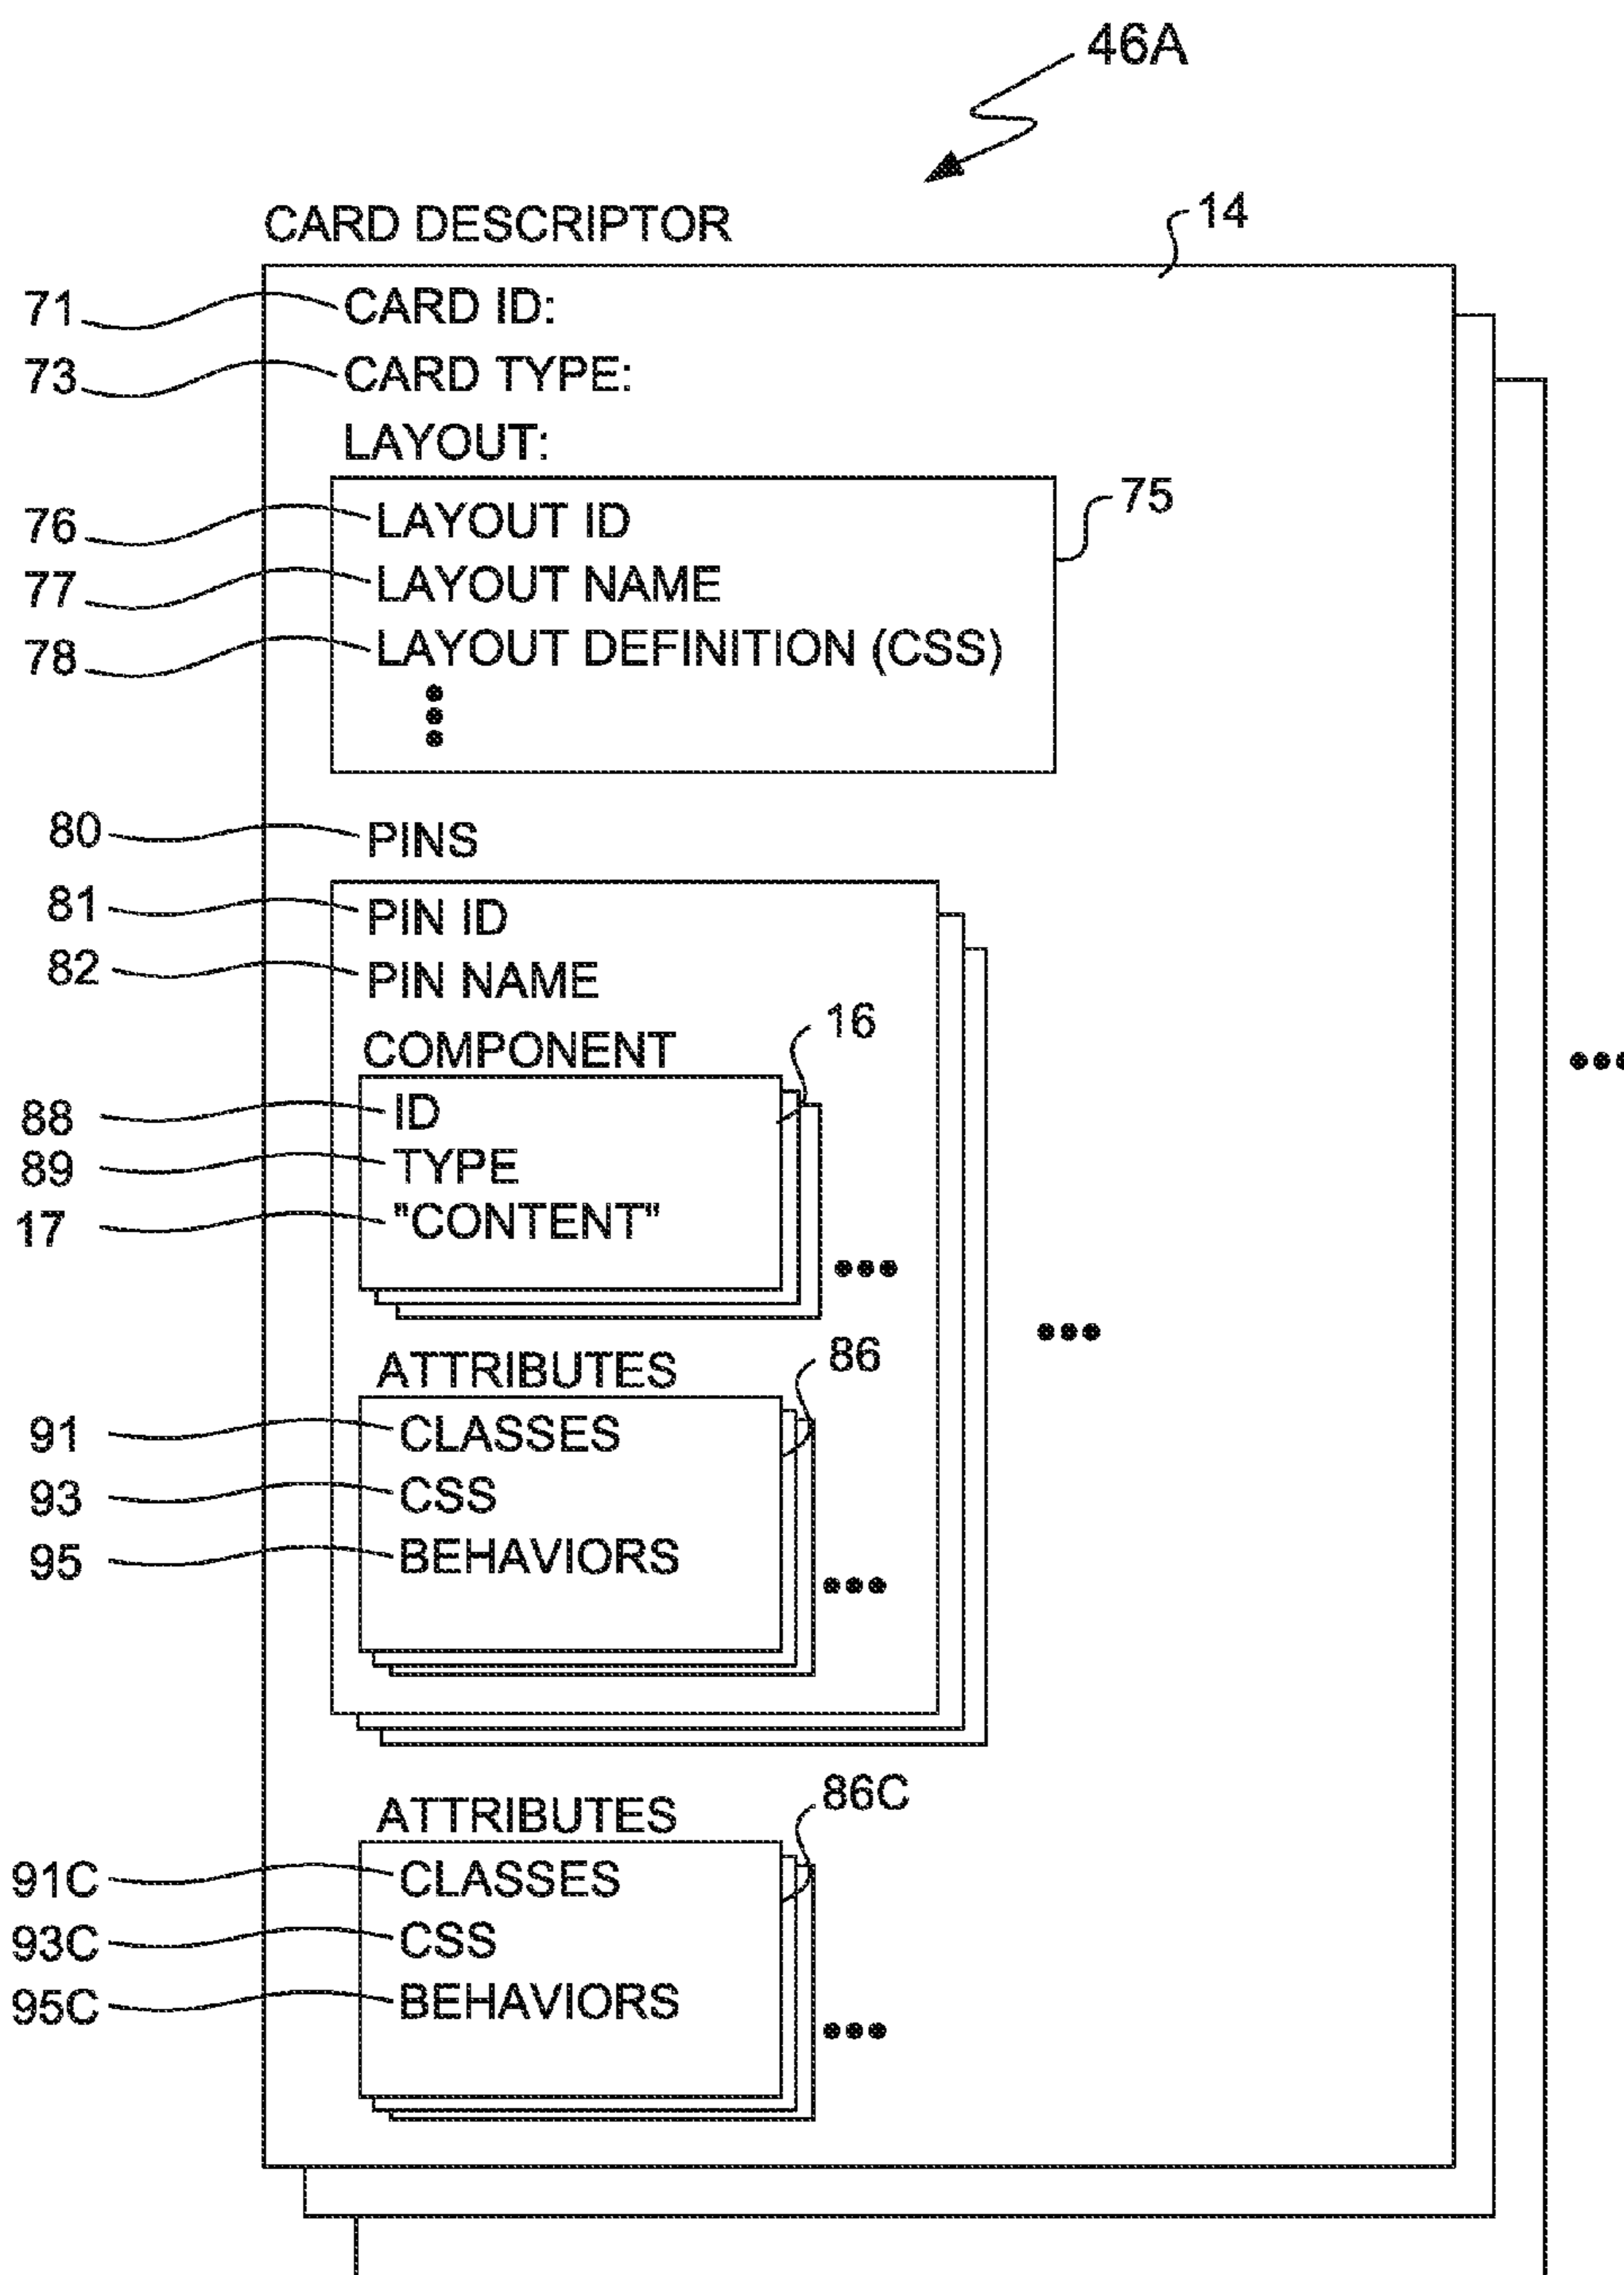 46A
CARD DESCRIPTOR
14
71 CARD ID:
73 CARD TYPE:
LAYOUT:
75
76 LAYOUT ID
77 LAYOUT NAME
78 LAYOUT DEFINITION (CSS)
80 PINS
81 PIN ID
82 PIN NAME
16
COMPONENT
88 ID
89 TYPE
17 "CONTENT"
86
ATTRIBUTES
91 CLASSES
93 CSS
95 BEHAVIORS
86C
ATTRIBUTES
91C CLASSES
93C CSS
95C BEHAVIORS